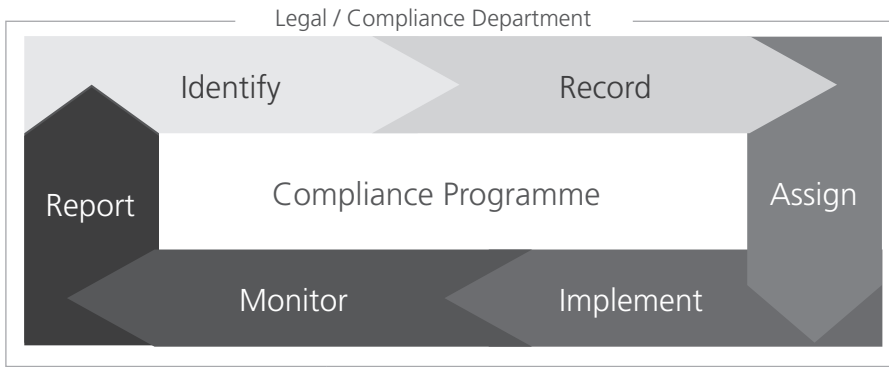 Legal / Compliance Department
Identify
Record
Report
Compliance Programme
Assign
Monitor
Implement